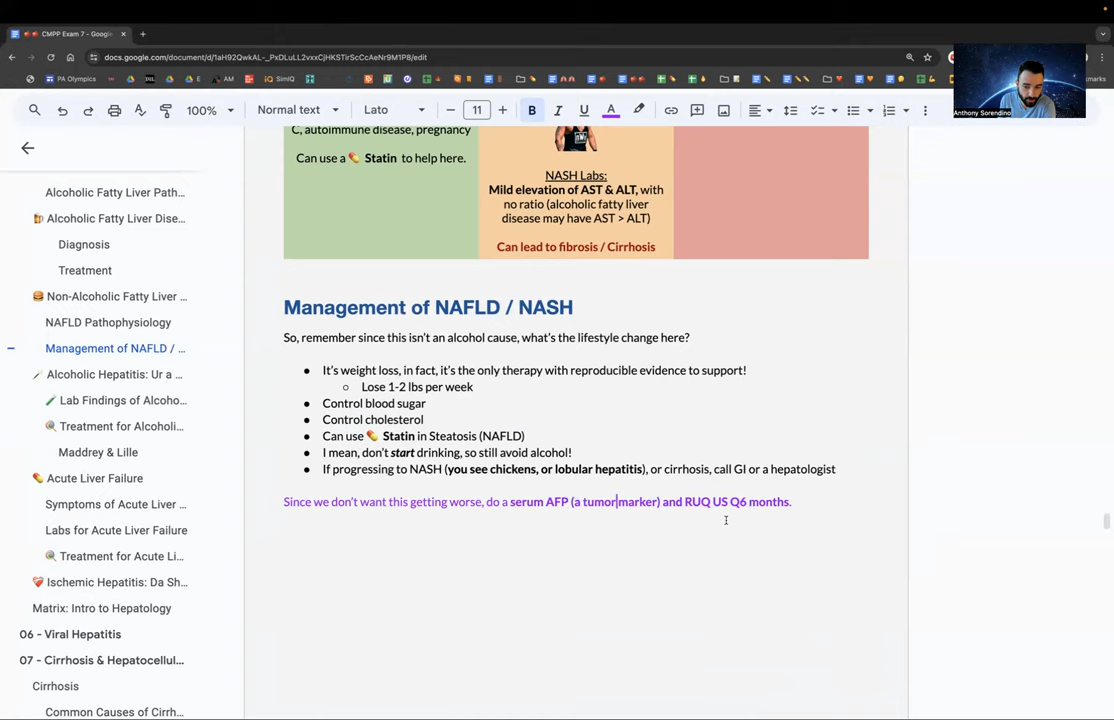 CMPP Exam 7 - Google
docs.google.com/document/d/1aH92QwkAL-_PxDLuLL2vxxCjHKSTirScCcAeNr9M1P8/edit
PA Olympics
AM
SimIQ
Anthony Sorendino
100%
Normal text
Lato
11
Alcoholic Fatty Liver Path...
Alcoholic Fatty Liver Dise...
Diagnosis
Treatment
Non-Alcoholic Fatty Liver ...
NAFLD Pathophysiology
Management of NAFLD / ...
Alcoholic Hepatitis: Ur a ...
Lab Findings of Alcoho...
Treatment for Alcoholi...
Maddrey & Lille
Acute Liver Failure
Symptoms of Acute Liver ...
Labs for Acute Liver Failure
Treatment for Acute Li...
Ischemic Hepatitis: Da Sh...
Matrix: Intro to Hepatology
06 - Viral Hepatitis
07 - Cirrhosis & Hepatocellul...
Cirrhosis
Common Causes of Cirrh...
C, autoimmune disease, pregnancy
Can use a 💊 Statin to help here.
NASH Labs:
Mild elevation of AST & ALT, with
no ratio (alcoholic fatty liver
disease may have AST > ALT)
Can lead to fibrosis / Cirrhosis
Management of NAFLD / NASH
So, remember since this isn't an alcohol cause, what's the lifestyle change here?
● It's weight loss, in fact, it's the only therapy with reproducible evidence to support!
○ Lose 1-2 lbs per week
● Control blood sugar
● Control cholesterol
● Can use 💊 Statin in Steatosis (NAFLD)
● I mean, don't start drinking, so still avoid alcohol!
● If progressing to NASH (you see chickens, or lobular hepatitis), or cirrhosis, call GI or a hepatologist
Since we don't want this getting worse, do a serum AFP (a tumor marker) and RUQ US Q6 months.